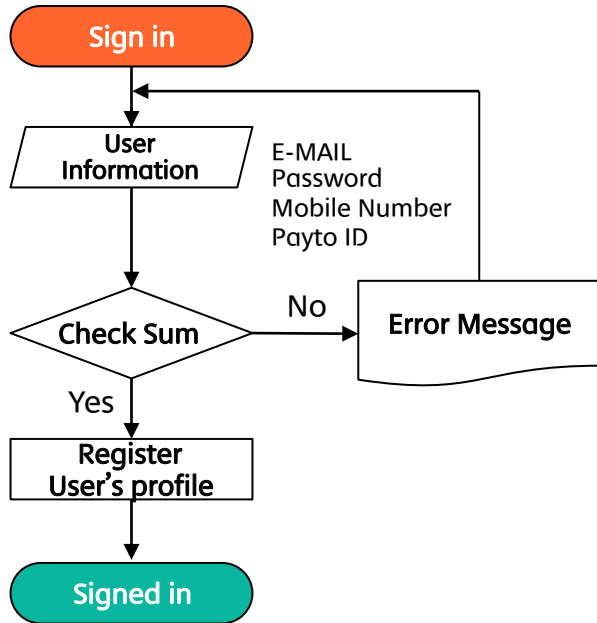 Sign in
User
Information
E-MAIL
Password
Mobile Number
Payto ID
Check Sum
No
Error Message
Yes
Register
User’s profile
Signed in